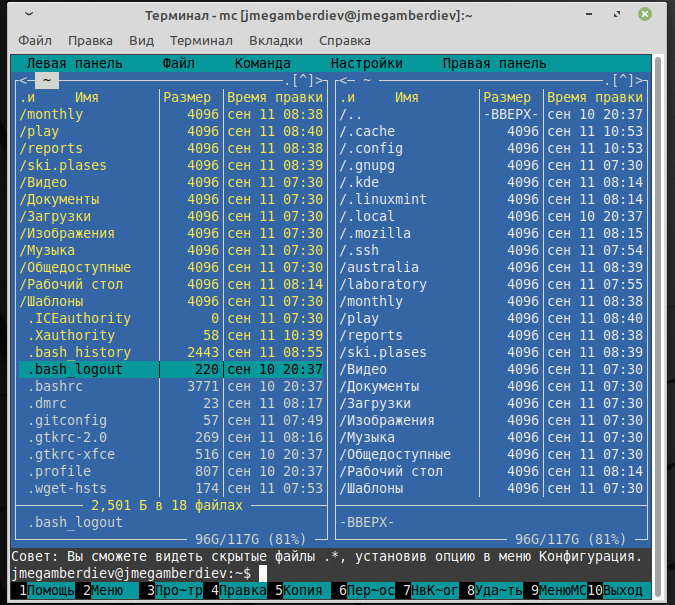 Терминал - mc [jmegamberdiev@jmegamberdiev]:~
Файл Правка Вид Терминал Вкладки Справка
Левая панель Файл Команда Настройки Правая панель
<— ~ .[^]> <— ~ .[^]>
.и Имя Размер Время правки .и Имя Размер Время правки
/monthly 4096 сен 11 08:38 /.. -ВВЕРХ- сен 10 20:37
/play 4096 сен 11 08:40 /.cache 4096 сен 11 10:53
/reports 4096 сен 11 08:38 /.config 4096 сен 11 10:53
/ski.plases 4096 сен 11 08:39 /.gnupg 4096 сен 11 07:30
/Видео 4096 сен 11 07:30 /.kde 4096 сен 11 08:14
/Документы 4096 сен 11 07:30 /.linuxmint 4096 сен 11 08:14
/Загрузки 4096 сен 11 07:30 /.local 4096 сен 10 20:37
/Изображения 4096 сен 11 07:30 /.mozilla 4096 сен 11 08:15
/Музыка 4096 сен 11 07:30 /.ssh 4096 сен 11 07:54
/Общедоступные 4096 сен 11 07:30 /australia 4096 сен 11 08:39
/Рабочий стол 4096 сен 11 08:14 /laboratory 4096 сен 11 07:55
/Шаблоны 4096 сен 11 07:30 /monthly 4096 сен 11 08:38
.ICEauthority 0 сен 11 07:30 /play 4096 сен 11 08:40
.Xauthority 58 сен 11 10:39 /reports 4096 сен 11 08:38
.bash_history 2443 сен 11 08:55 /ski.plases 4096 сен 11 08:39
.bash_logout 220 сен 10 20:37 /Видео 4096 сен 11 07:30
.bashrc 3771 сен 10 20:37 /Документы 4096 сен 11 07:30
.dmrc 23 сен 11 08:17 /Загрузки 4096 сен 11 07:30
.gitconfig 57 сен 11 07:49 /Изображения 4096 сен 11 07:30
.gtkrc-2.0 269 сен 11 08:16 /Музыка 4096 сен 11 07:30
.gtkrc-xfce 516 сен 10 20:37 /Общедоступные 4096 сен 11 07:30
.profile 807 сен 10 20:37 /Рабочий стол 4096 сен 11 08:14
.wget-hsts 174 сен 11 07:53 /Шаблоны 4096 сен 11 07:30
2,501 Б в 18 файлах
.bash_logout -ВВЕРХ-
96G/117G (81%) 96G/117G (81%)
Совет: Вы сможете видеть скрытые файлы .*, установив опцию в меню Конфигурация.
jmegamberdiev@jmegamberdiev:~$
1Помощь 2Меню 3Про~тр 4Правка 5Копия 6Пер~ос 7НвК~ог 8Уда~ть 9МенюМС 10Выход